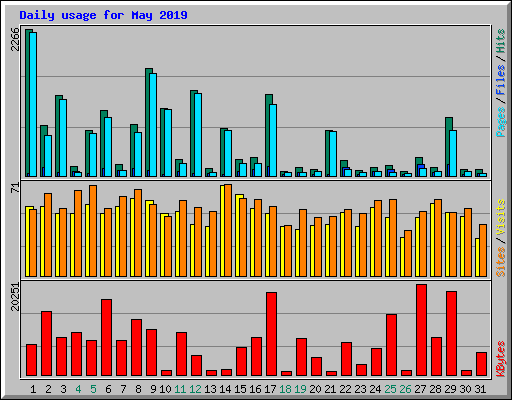 Daily usage for May 2019
2266
Pages / Files / Hits
71
Sites / Visits
20251
KBytes
1 2 3 4 5 6 7 8 9 10 11 12 13 14 15 16 17 18 19 20 21 22 23 24 25 26 27 28 29 30 31